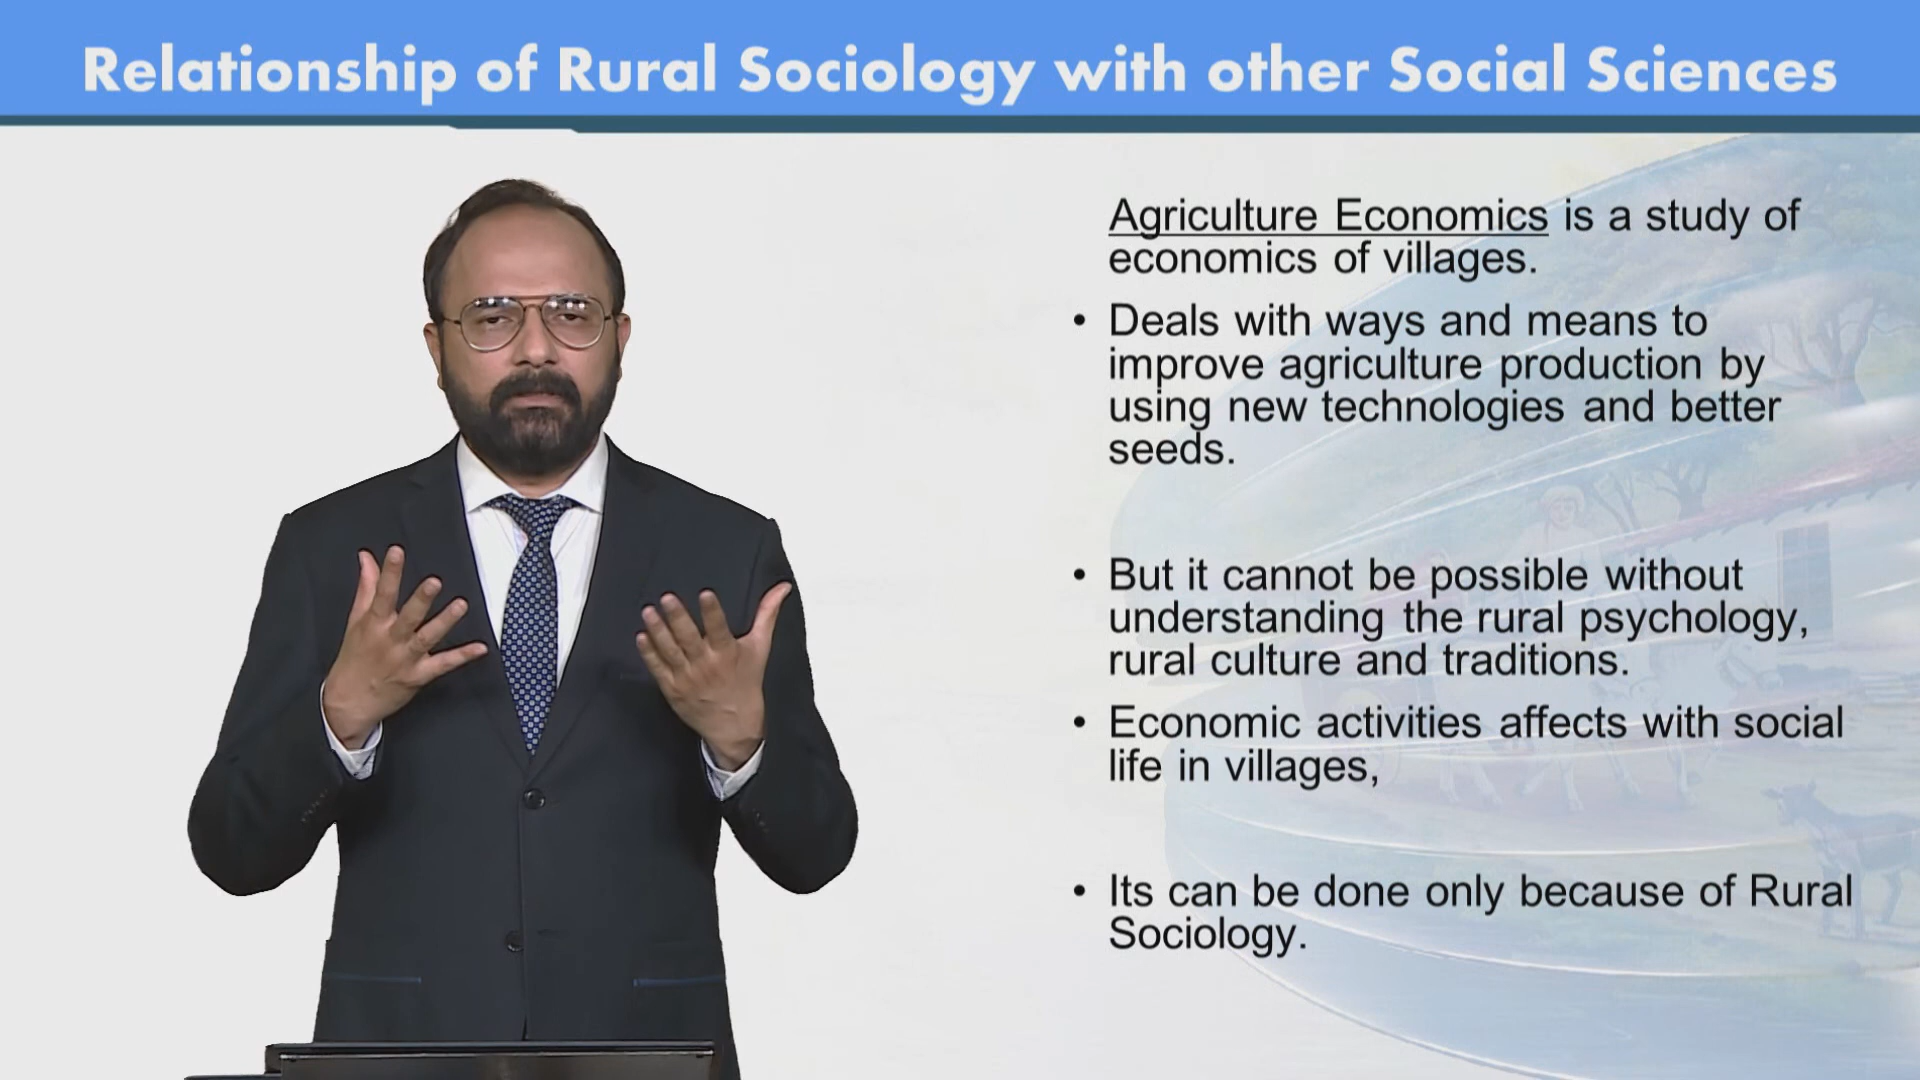 Relationship of Rural Sociology with other Social Sciences
Agriculture Economics is a study of
economics of villages.
• Deals with ways and means to
improve agriculture production by
using new technologies and better
seeds.
• But it cannot be possible without
understanding the rural psychology,
rural culture and traditions.
• Economic activities affects with social
life in villages,
• Its can be done only because of Rural
Sociology.